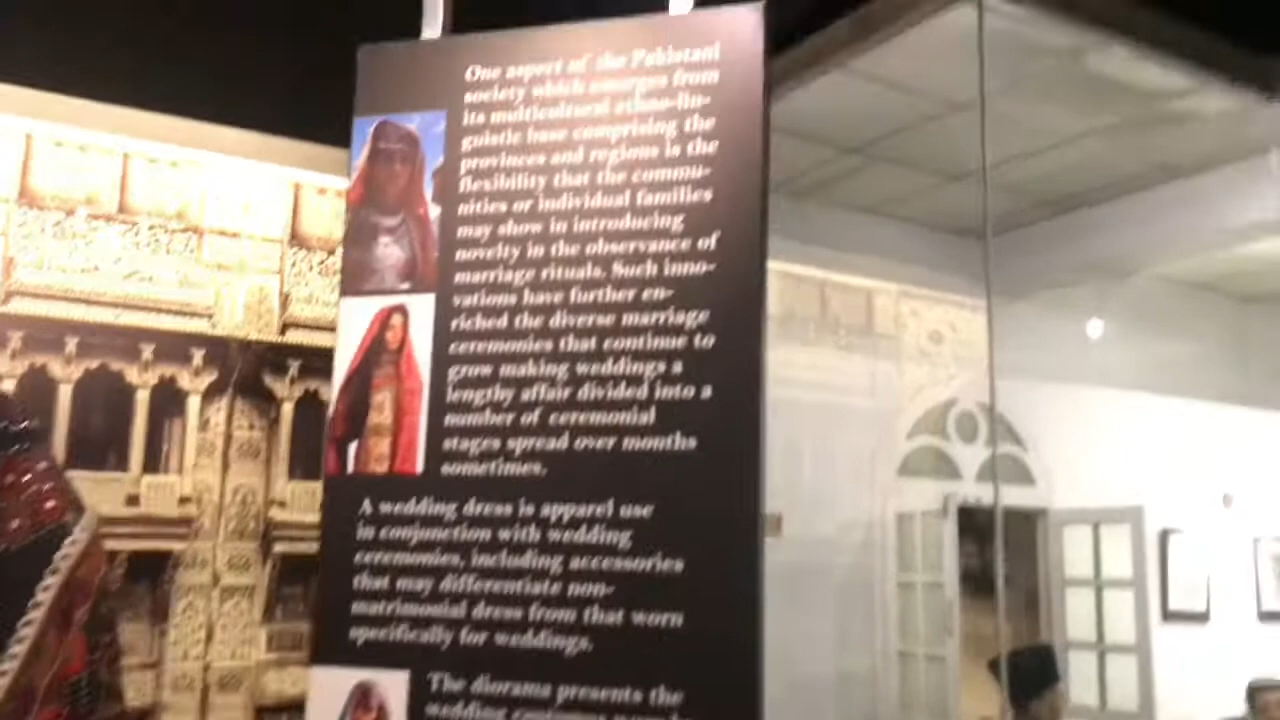 One aspect of the Pakistani
society which emerges from
its multicultural ethno-lin-
guistic base comprising the
provinces and regions is the
flexibility that the commu-
nities or individual families
may show in introducing
novelty in the observance of
marriage rituals. Such inno-
vations have further en-
riched the diverse marriage
ceremonies that continue to
grow making weddings a
lengthy affair divided into a
number of ceremonial
stages spread over months
sometimes.
A wedding dress is apparel use
in conjunction with wedding
ceremonies, including accessories
that may differentiate non-
matrimonial dress from that worn
specifically for weddings.
The diorama presents the
wedding costumes